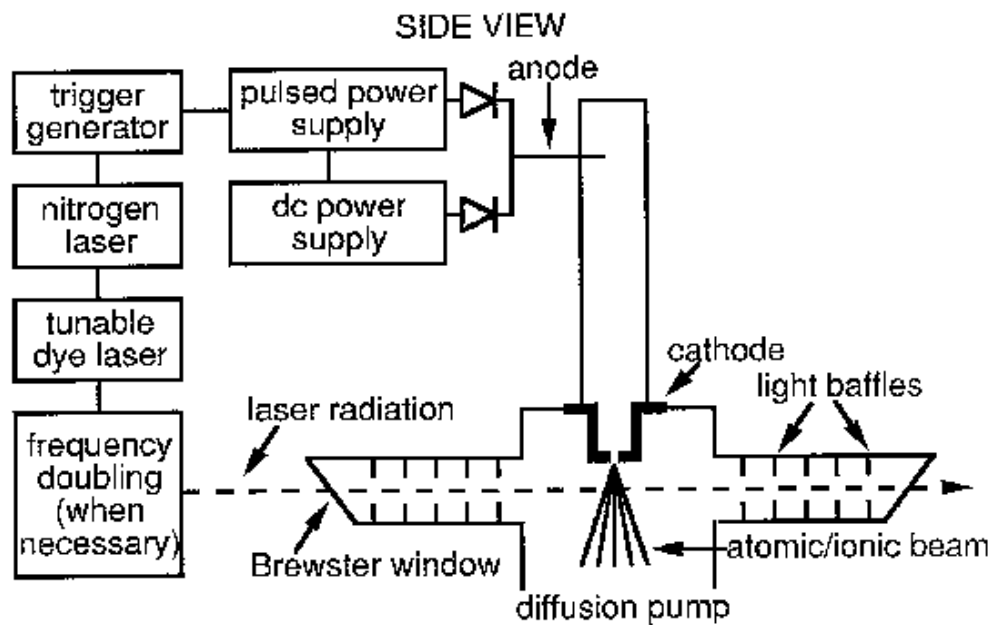 SIDE VIEW
anode
trigger
generator
pulsed power
supply
nitrogen
laser
dc power
supply
tunable
dye laser
cathode
light baffles
laser radiation
frequency
doubling
(when
necessary)
Brewster window
atomic/ionic beam
diffusion pump